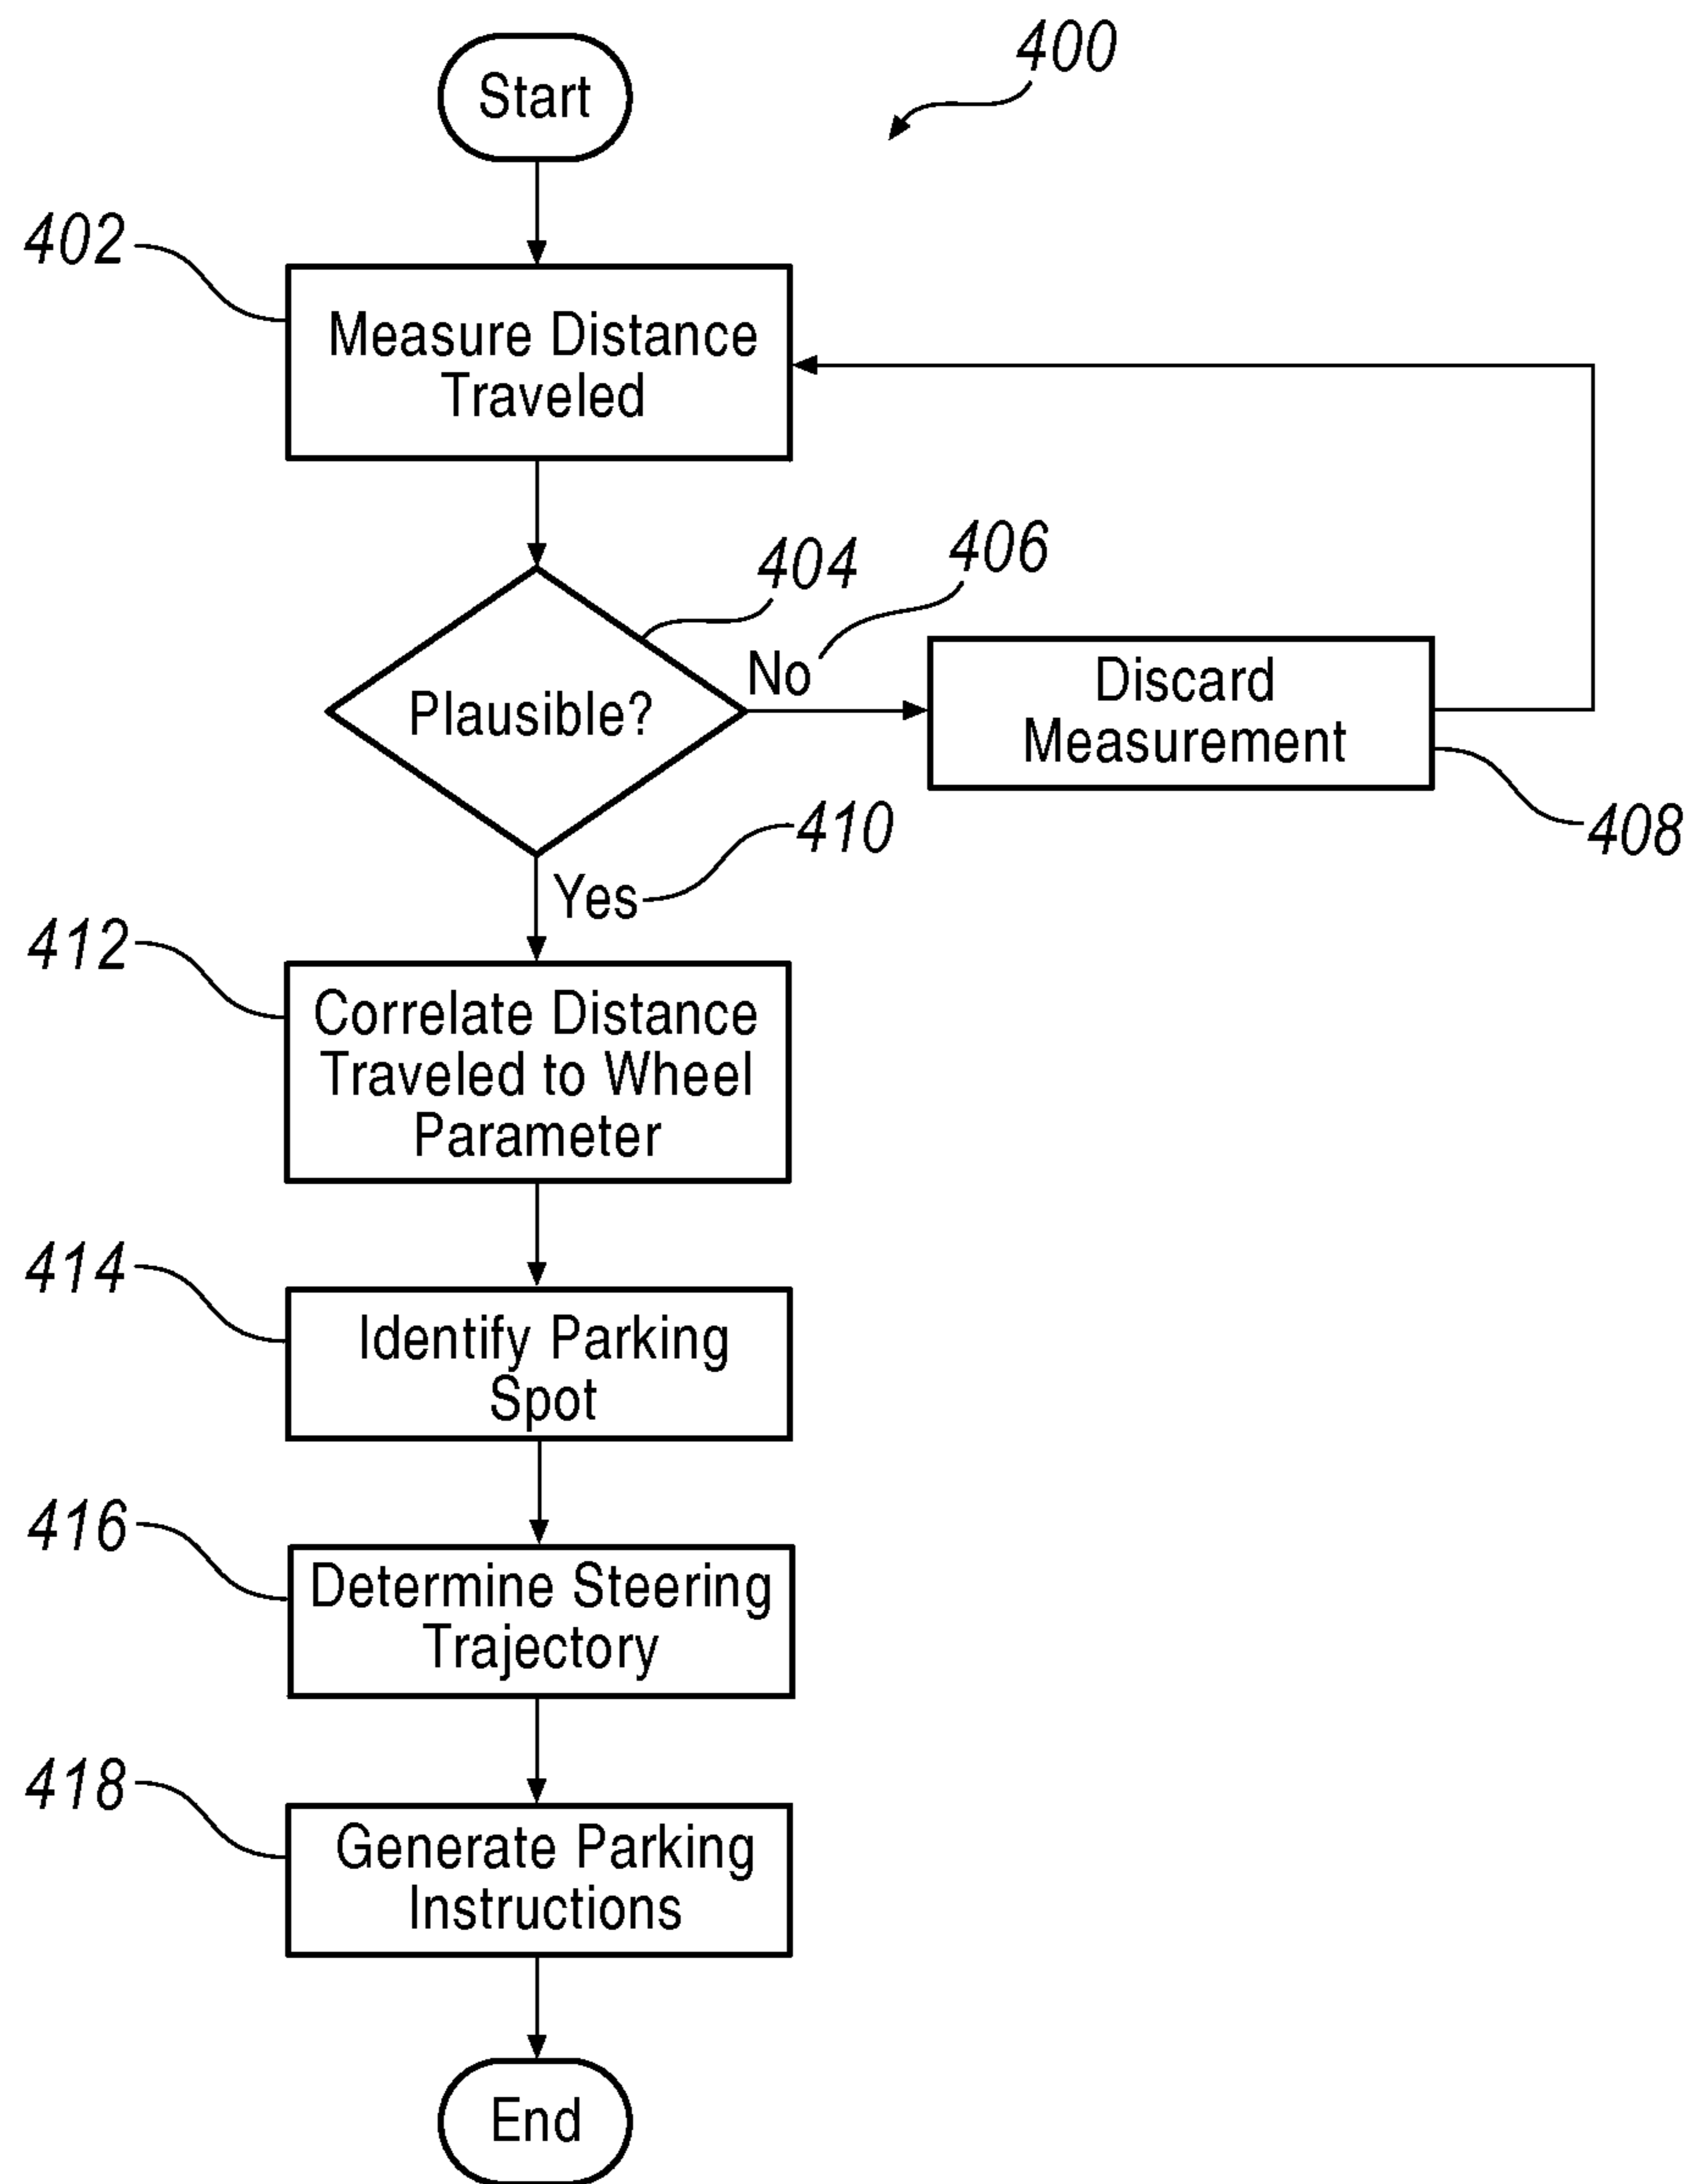 Start
400
402
Measure Distance
Traveled
404
406
Plausible?
No
Discard
Measurement
408
410
Yes
412
Correlate Distance
Traveled to Wheel
Parameter
414
Identify Parking
Spot
416
Determine Steering
Trajectory
418
Generate Parking
Instructions
End